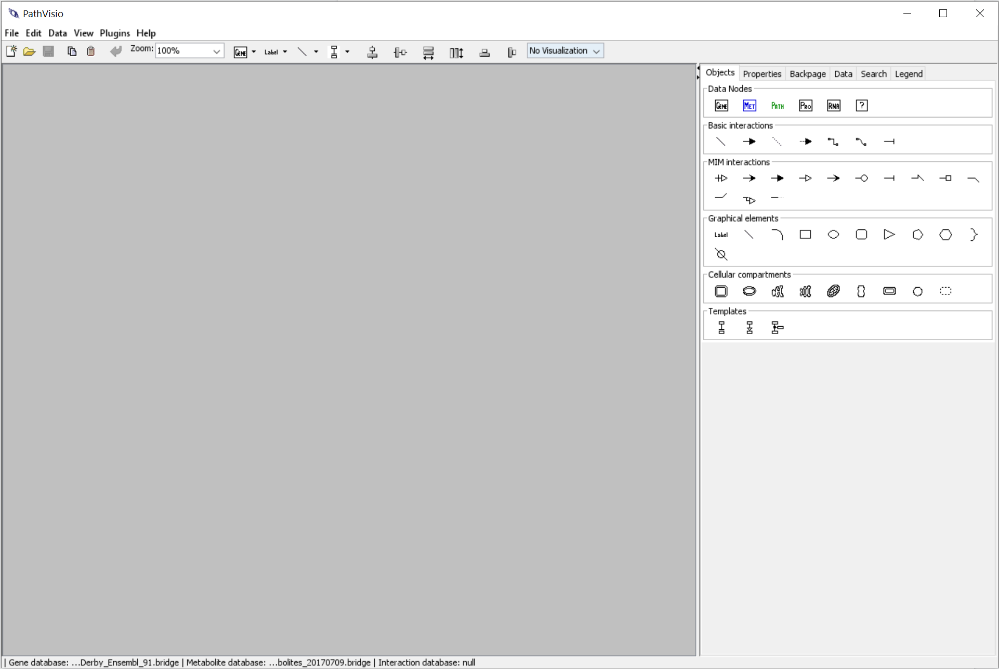 PathVisio
File Edit Data View Plugins Help
Zoom: 100% GENE Label No Visualization
Objects Properties Backpage Data Search Legend
Data Nodes
GENE MET PATH PRO RNA ?
Basic interactions
MIM interactions
Graphical elements
Label
Cellular compartments
Templates
| Gene database: ...Derby_Ensembl_91.bridge | Metabolite database: ...bolites_20170709.bridge | Interaction database: null